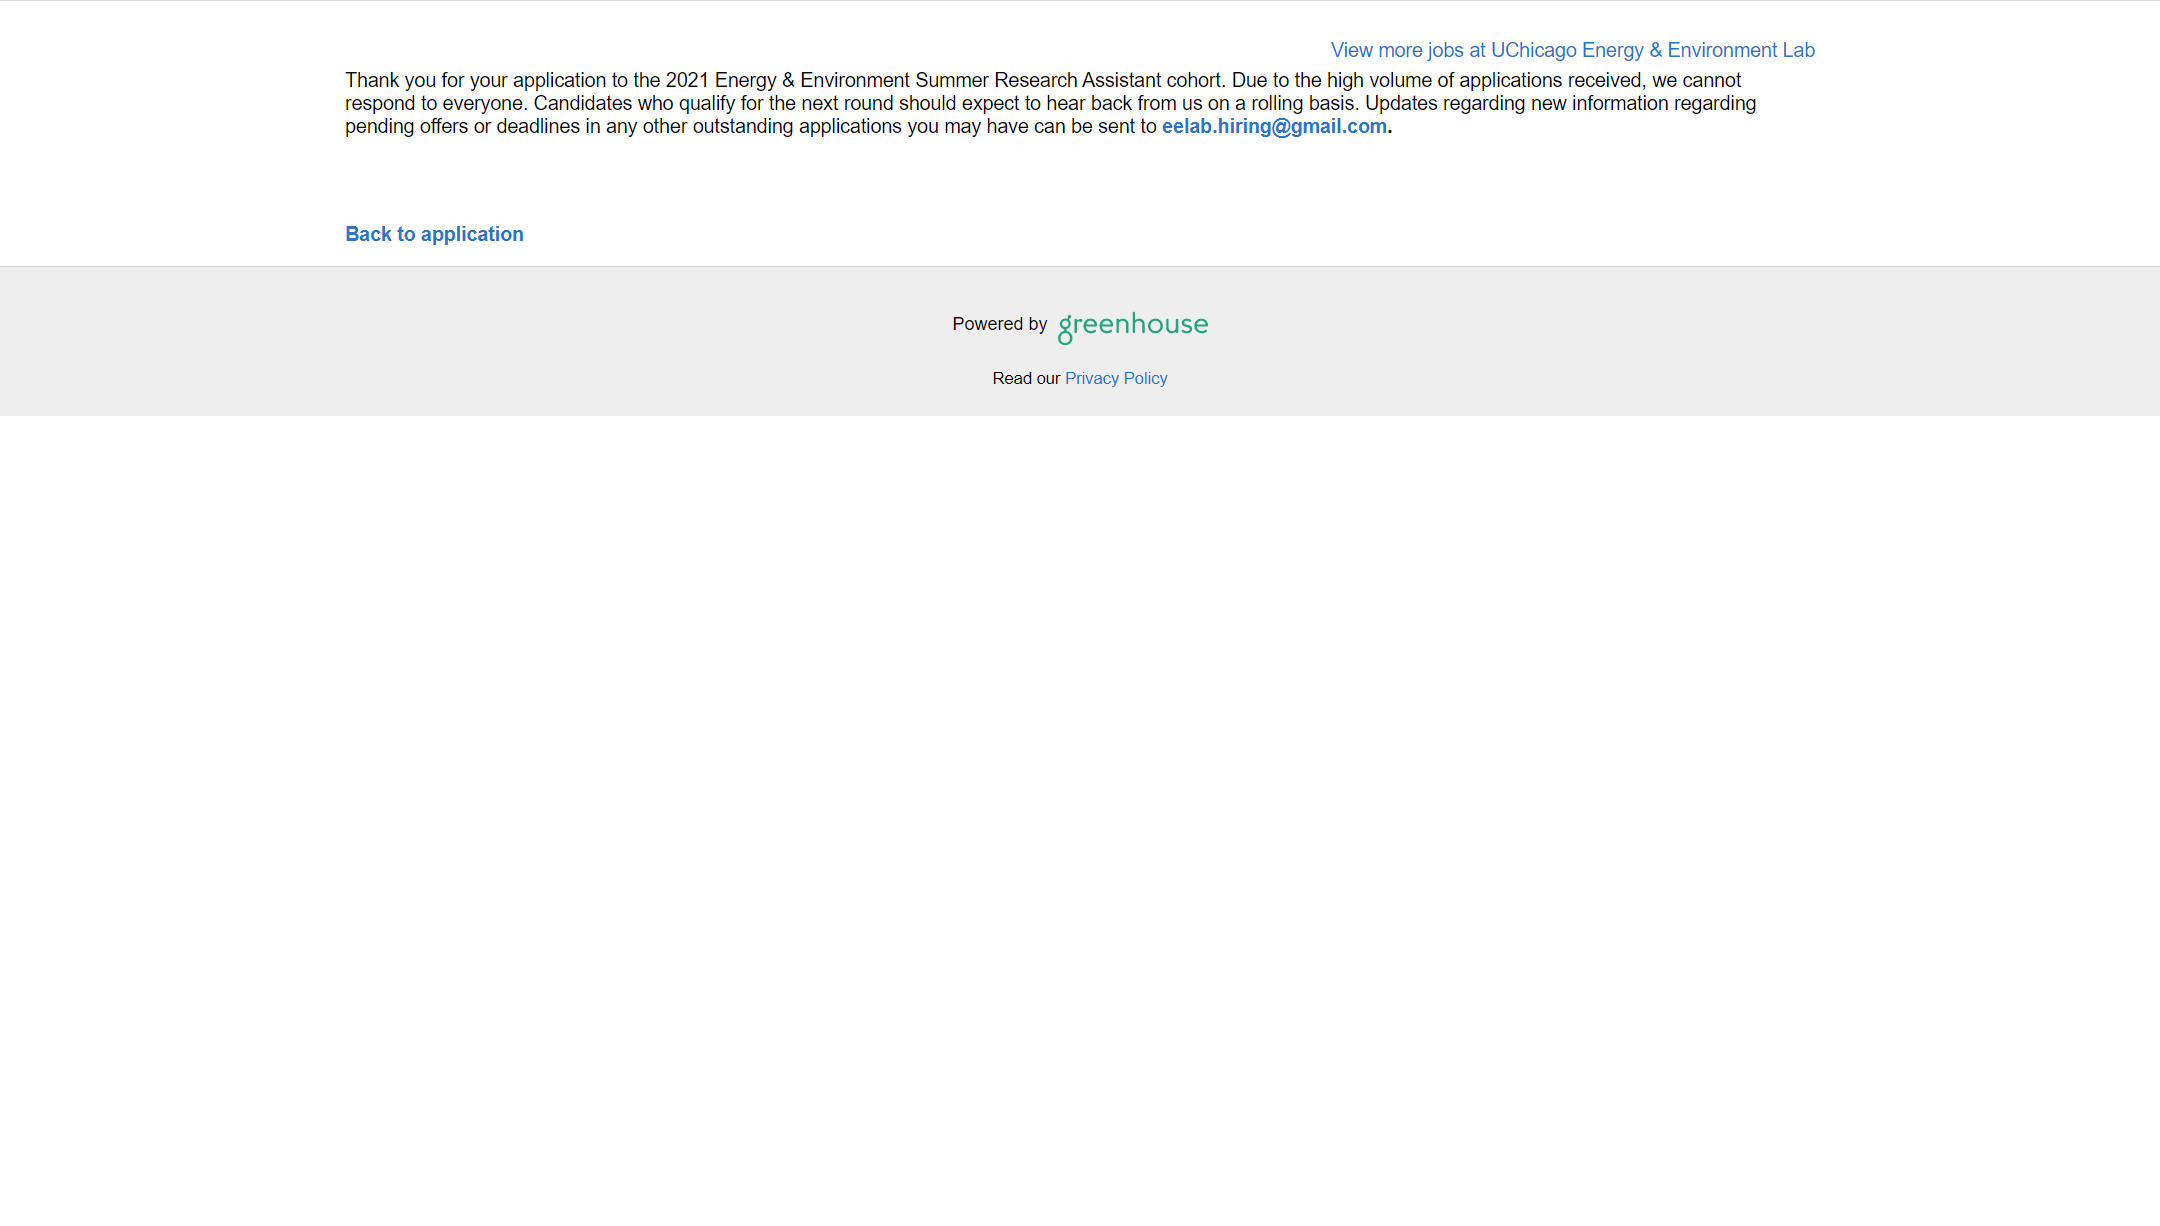 View more jobs at UChicago Energy & Environment Lab
Thank you for your application to the 2021 Energy & Environment Summer Research Assistant cohort. Due to the high volume of applications received, we cannot
respond to everyone. Candidates who qualify for the next round should expect to hear back from us on a rolling basis. Updates regarding new information regarding
pending offers or deadlines in any other outstanding applications you may have can be sent to eelab.hiring@gmail.com.
Back to application
Powered by greenhouse
Read our Privacy Policy